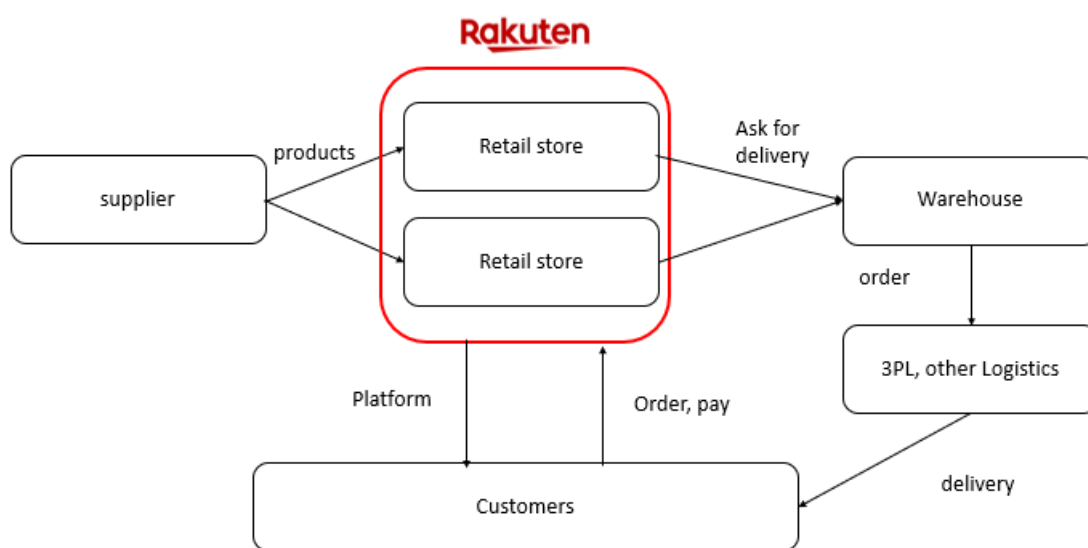 Rakuten
Retail store
Ask for
delivery
products
supplier
Warehouse
Retail store
order
3PL, other Logistics
Platform
Order, pay
delivery
Customers